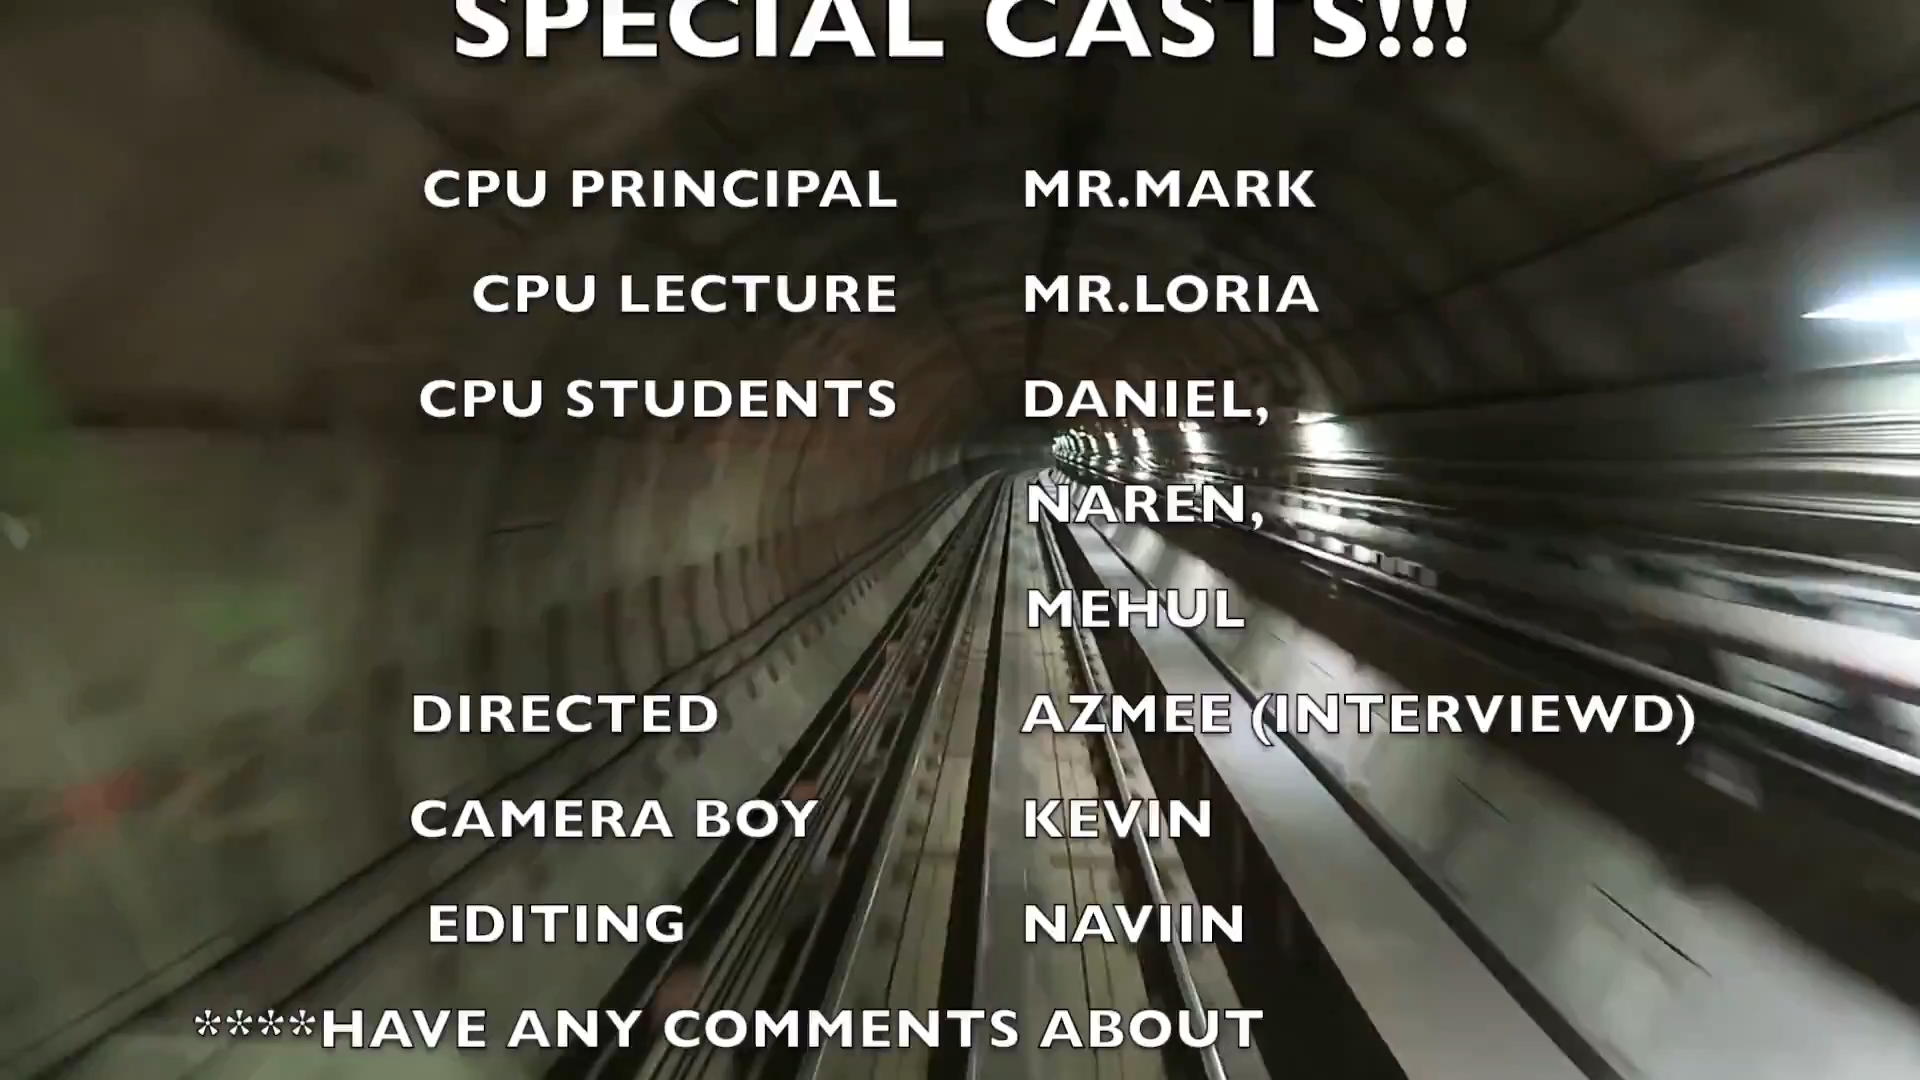 SPECIAL CASTS!!!
CPU PRINCIPAL MR.MARK
CPU LECTURE MR.LORIA
CPU STUDENTS DANIEL,
NAREN,
MEHUL
DIRECTED AZMEE (INTERVIEWD)
CAMERA BOY KEVIN
EDITING NAVIIN
****HAVE ANY COMMENTS ABOUT